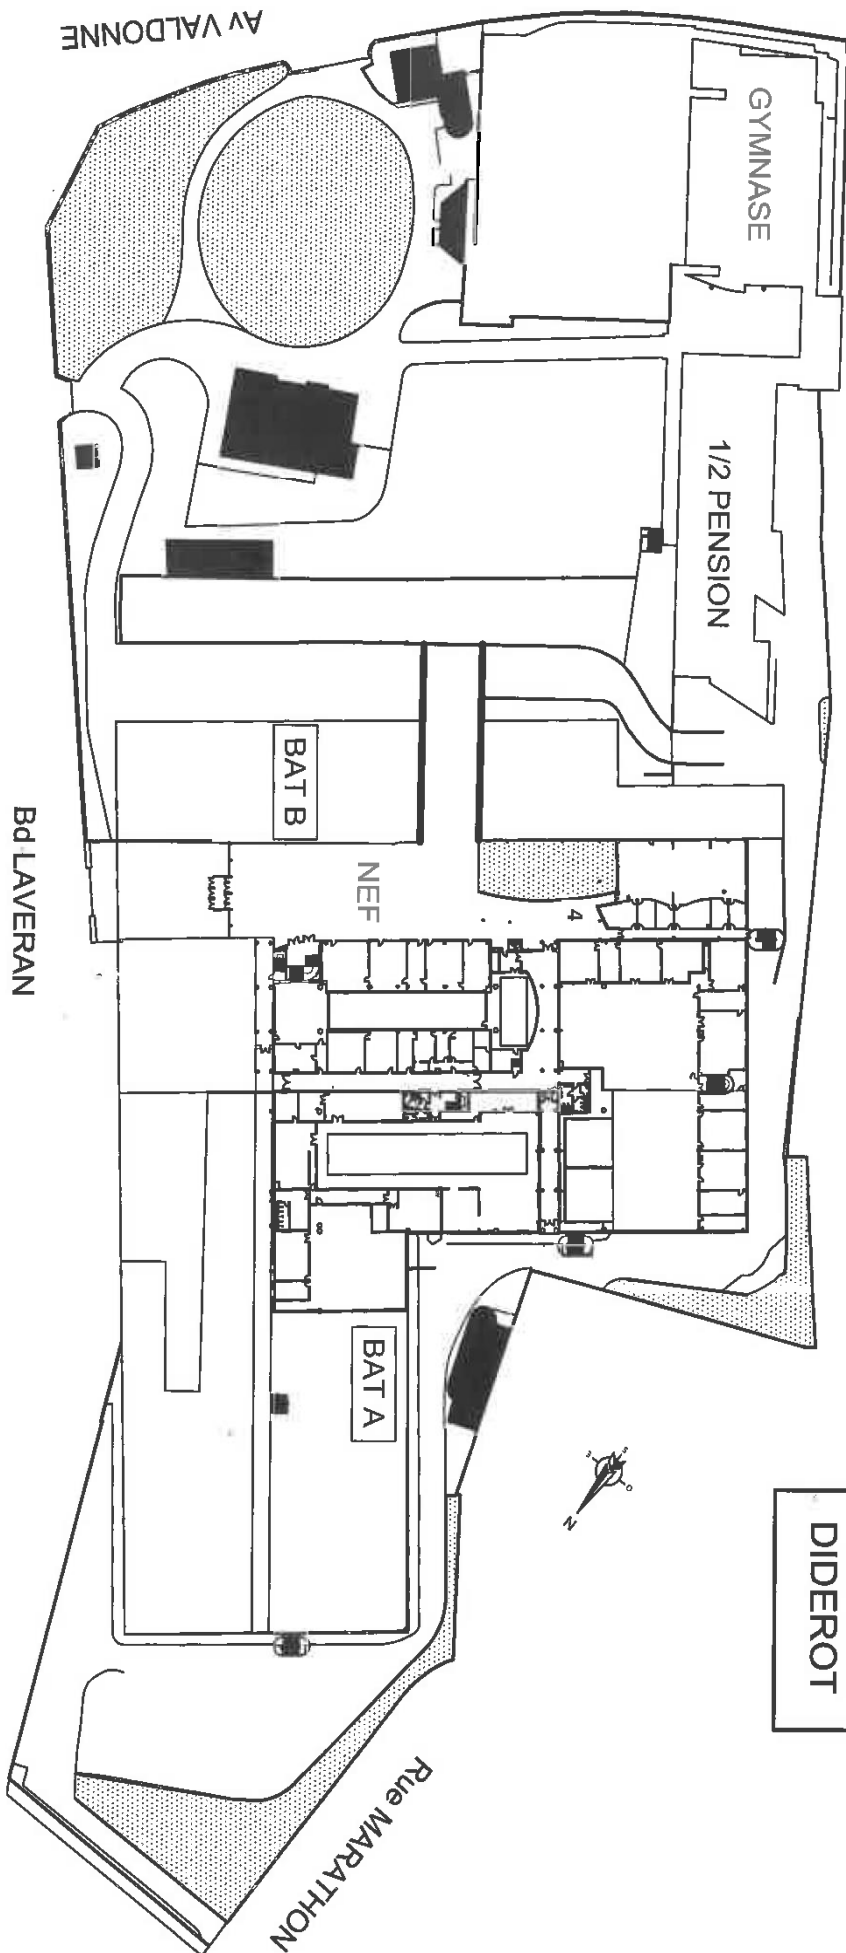 Av VALDONNE
GYMNASE
1/2 PENSION
BAT B
NEF
4
Bd LAVERAN
BAT A
N
S
O
DIDEROT
Rue MARATHON